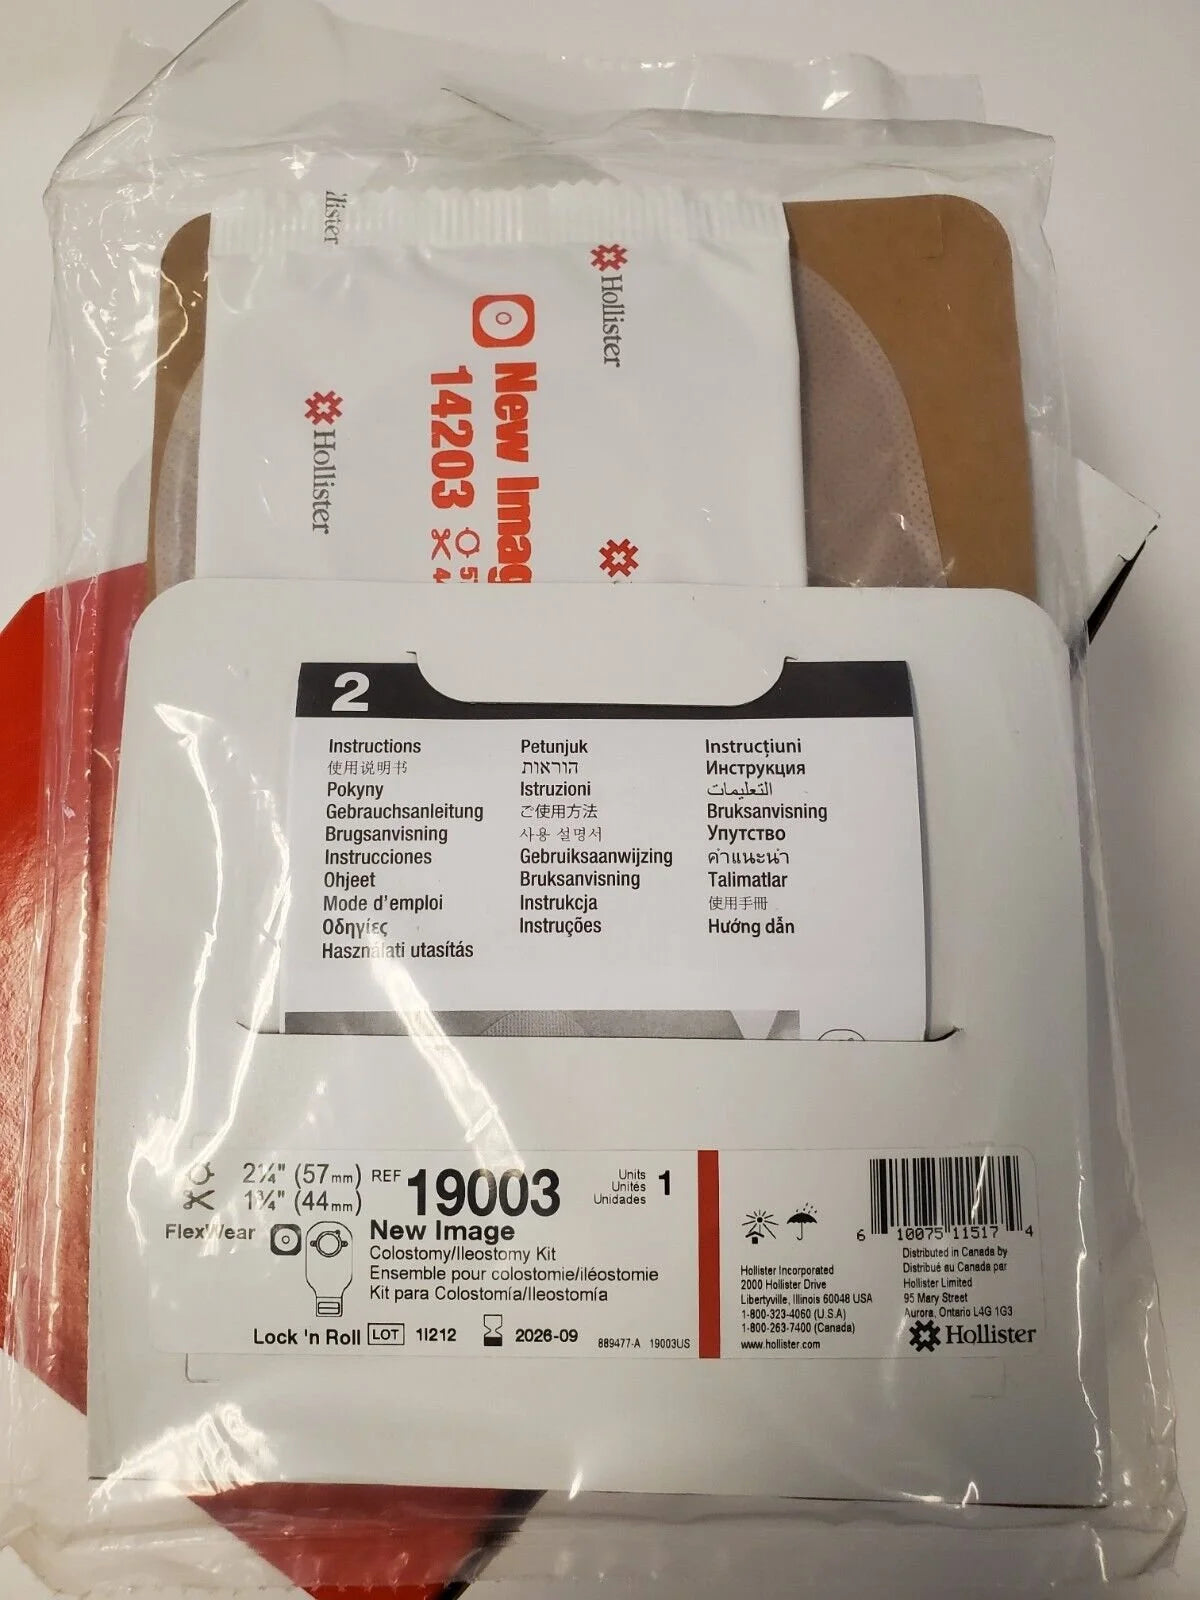 llister
Hollister
Hollister
New Imag
14203
2
Instructions
使用说明书
Pokyny
Gebrauchsanleitung
Brugsanvisning
Instrucciones
Ohjeet
Mode d'emploi
Οδηγίες
Használati utasítás
Petunjuk
הוראות
Istruzioni
ご使用方法
사용 설명서
Gebruiksaanwijzing
Bruksanvisning
Instrukcja
Instruções
Instrucțiuni
Инструкция
التعليمات
Bruksanvisning
Упутство
คำแนะนำ
Talimatlar
使用手冊
Hướng dẫn
2¼" (57mm)
1¾" (44mm)
REF 19003
Units
Unités
Unidades
1
FlexWear
New Image
Colostomy/Ileostomy Kit
Ensemble pour colostomie/iléostomie
Kit para Colostomía/Ileostomía
Lock 'n Roll LOT 1I212 2026-09
889477-A 19003US
Hollister Incorporated
2000 Hollister Drive
Libertyville, Illinois 60048 USA
1-800-323-4060 (U.S.A)
1-800-263-7400 (Canada)
www.hollister.com
6 10075 11517 4
Distributed in Canada by
Distribué au Canada par
Hollister Limited
95 Mary Street
Aurora, Ontario L4G 1G3
Hollister